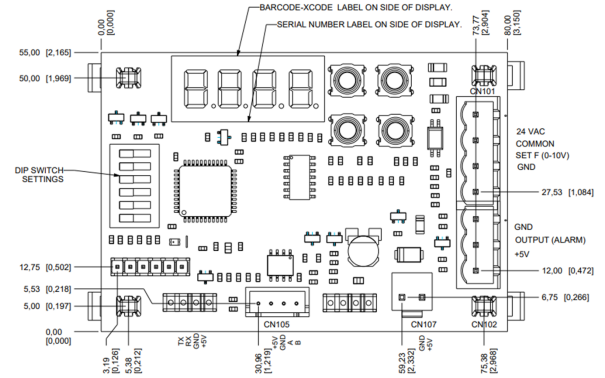 BARCODE-XCODE LABEL ON SIDE OF DISPLAY.
SERIAL NUMBER LABEL ON SIDE OF DISPLAY.
0,00
[0,000]
73,77
[2,904]
80,00
[3,150]
55,00 [2,165]
50,00 [1,969]
CN101
24 VAC
COMMON
SET F (0-10V)
GND
DIP SWITCH
SETTINGS
27,53 [1,084]
GND
OUTPUT (ALARM)
+5V
12,75 [0,502]
12,00 [0,472]
5,53 [0,218]
5,00 [0,197]
6,75 [0,266]
0,00
[0,000]
CN105
CN107
CN102
3,19
[0,126]
5,38
[0,212]
TX
RX
GND
+5V
30,96
[1,219]
+5V
GND
A
B
59,23
[2,332]
GND
+5V
75,38
[2,968]